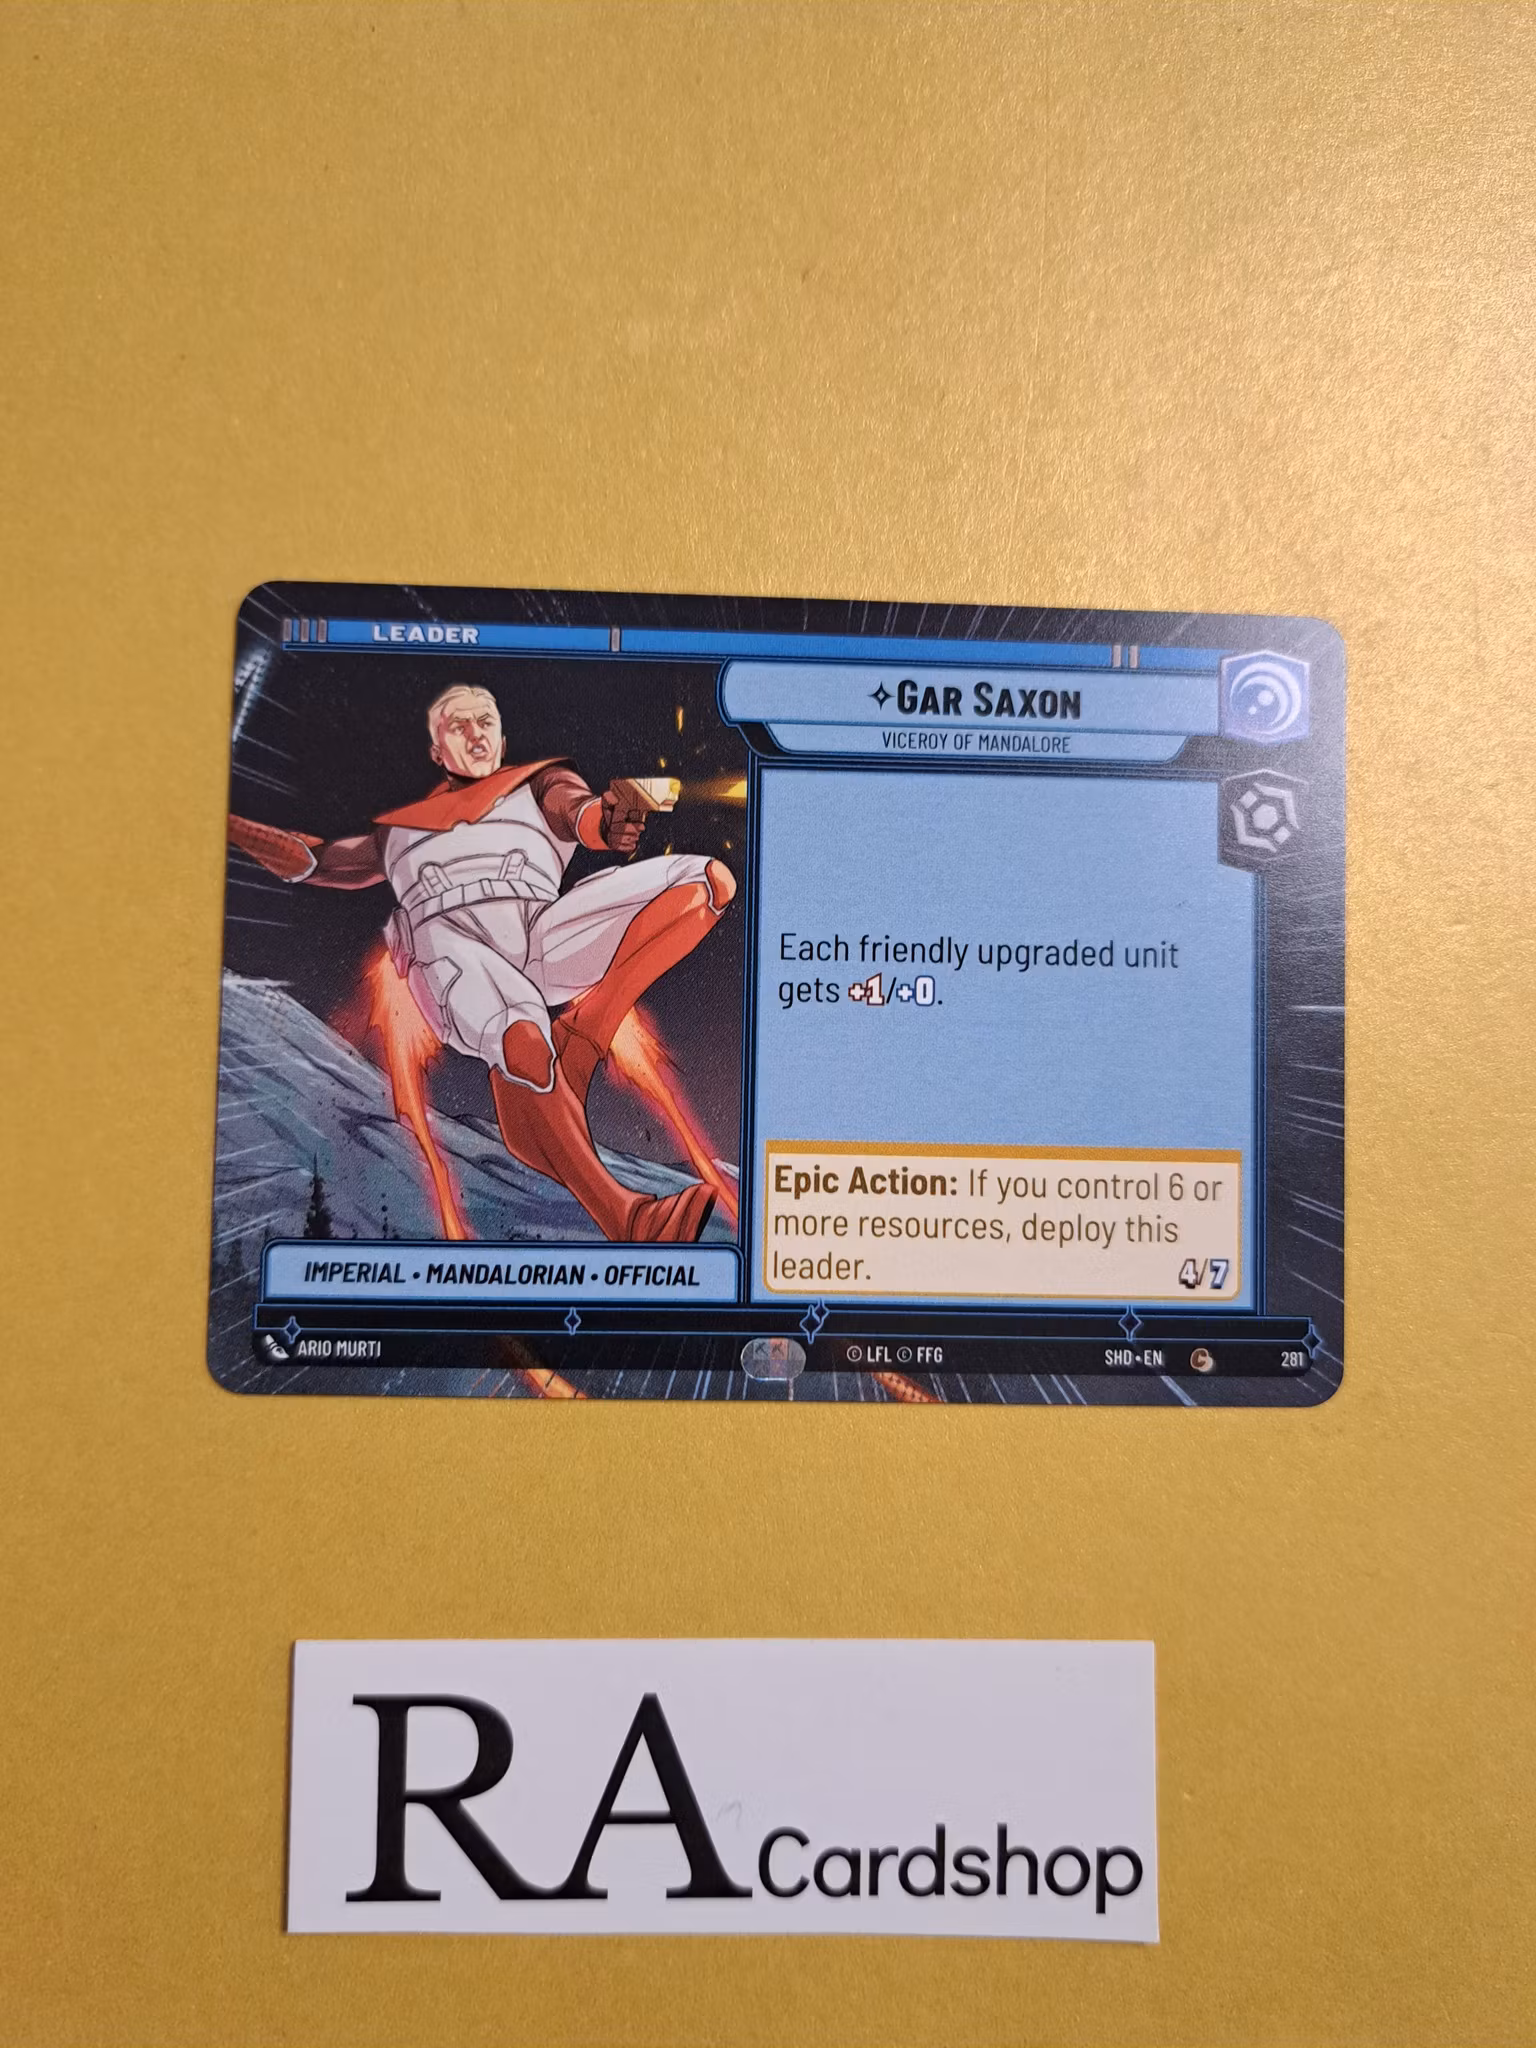 LEADER
GAR SAXON
VICEROY OF MANDALORE
Each friendly upgraded unit
gets +1/+0.
Epic Action: If you control 6 or
more resources, deploy this
leader.
4/7
IMPERIAL • MANDALORIAN • OFFICIAL
ARIO MURTI
© LFL © FFG
SHD • EN
C
281
RA Cardshop